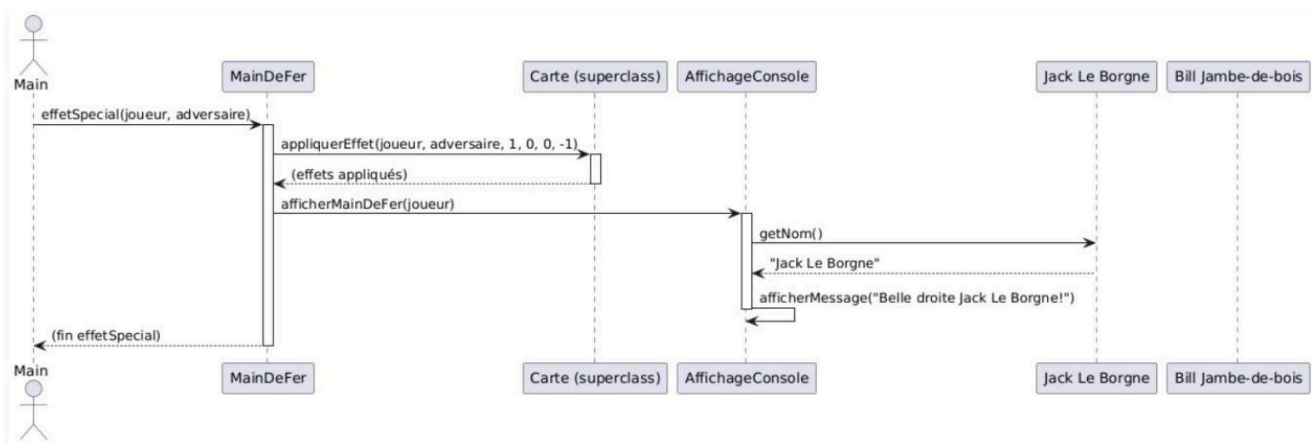 Main
MainDeFer
Carte (superclass)
AffichageConsole
Jack Le Borgne
Bill Jambe-de-bois
effetSpecial(joueur, adversaire)
appliquerEffet(joueur, adversaire, 1, 0, 0, -1)
(effets appliqués)
afficherMainDeFer(joueur)
getNom()
"Jack Le Borgne"
afficherMessage("Belle droite Jack Le Borgne!")
(fin effetSpecial)
Main
MainDeFer
Carte (superclass)
AffichageConsole
Jack Le Borgne
Bill Jambe-de-bois